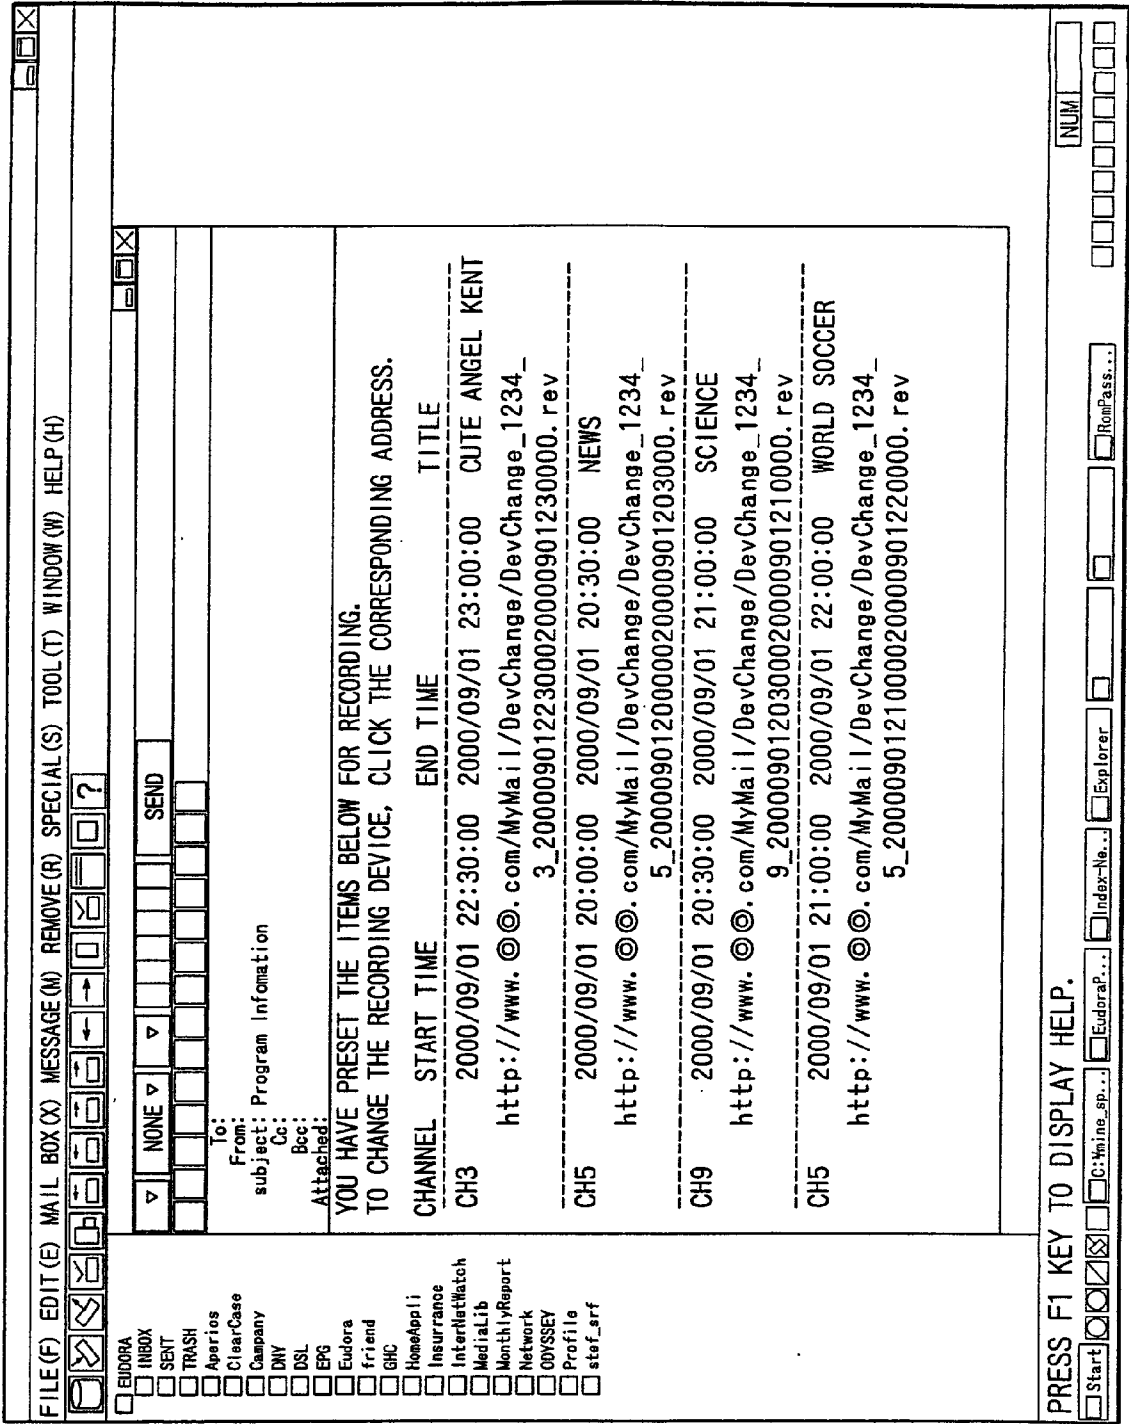 FILE(F) EDIT(E) MAIL BOX(X) MESSAGE(M) REMOVE(R) SPECIAL(S) TOOL(T) WINDOW(W) HELP(H)
?
EUDORA
INBOX
SENT
TRASH
Aperios
ClearCase
Campany
DNY
DSL
EPG
Eudora
friend
GHC
HomeAppli
Insurrance
InterNetWatch
MediaLib
MonthlyReport
Network
ODYSSEY
Profile
stef_srf
NONE
SEND
To:
From:
subject: Program Infomation
Cc:
Bcc:
Attached:
YOU HAVE PRESET THE ITEMS BELOW FOR RECORDING.
TO CHANGE THE RECORDING DEVICE, CLICK THE CORRESPONDING ADDRESS.
CHANNEL START TIME END TIME TITLE
CH3 2000/09/01 22:30:00 2000/09/01 23:00:00 CUTE ANGEL KENT
http://www.◎◎.com/MyMail/DevChange/DevChange_1234_
3_2000090122300020000901230000.rev
CH5 2000/09/01 20:00:00 2000/09/01 20:30:00 NEWS
http://www.◎◎.com/MyMail/DevChange/DevChange_1234_
5_2000090120000020000901203000.rev
CH9 2000/09/01 20:30:00 2000/09/01 21:00:00 SCIENCE
http://www.◎◎.com/MyMail/DevChange/DevChange_1234_
9_2000090120300020000901210000.rev
CH5 2000/09/01 21:00:00 2000/09/01 22:00:00 WORLD SOCCER
http://www.◎◎.com/MyMail/DevChange/DevChange_1234_
5_2000090121000020000901220000.rev
PRESS F1 KEY TO DISPLAY HELP.
NUM
Start C:¥mine_sp... EudoraP... Index-Ne... Explorer RomPass...